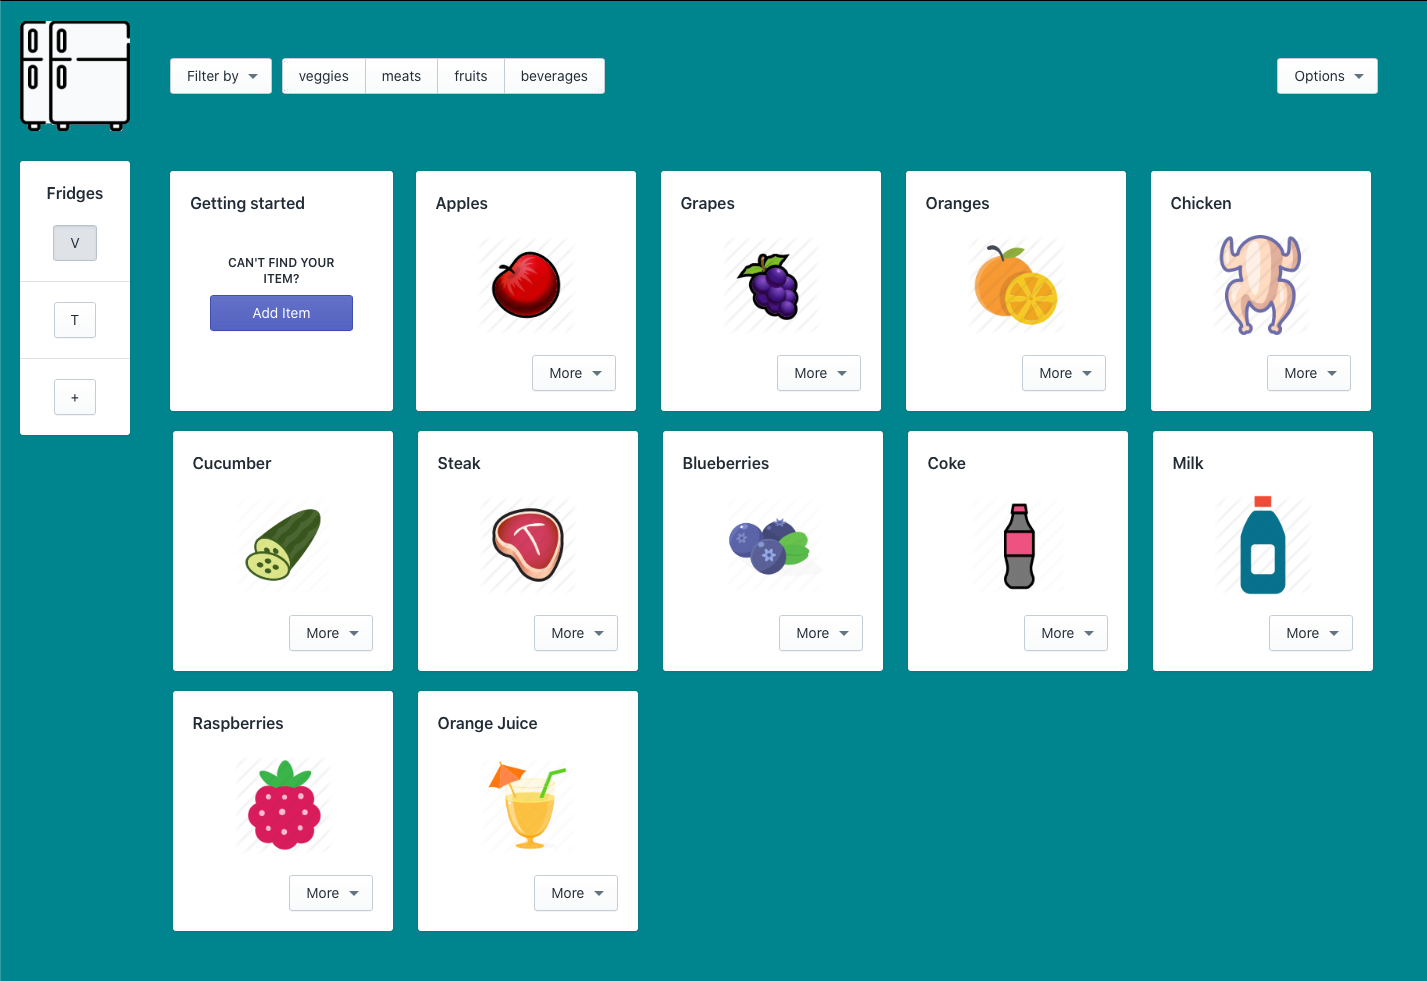 Filter by
veggies
meats
fruits
beverages
Options
Fridges
V
T
+
Getting started
CAN'T FIND YOUR
ITEM?
Add Item
Apples
More
Grapes
More
Oranges
More
Chicken
More
Cucumber
More
Steak
More
Blueberries
More
Coke
More
Milk
More
Raspberries
More
Orange Juice
More